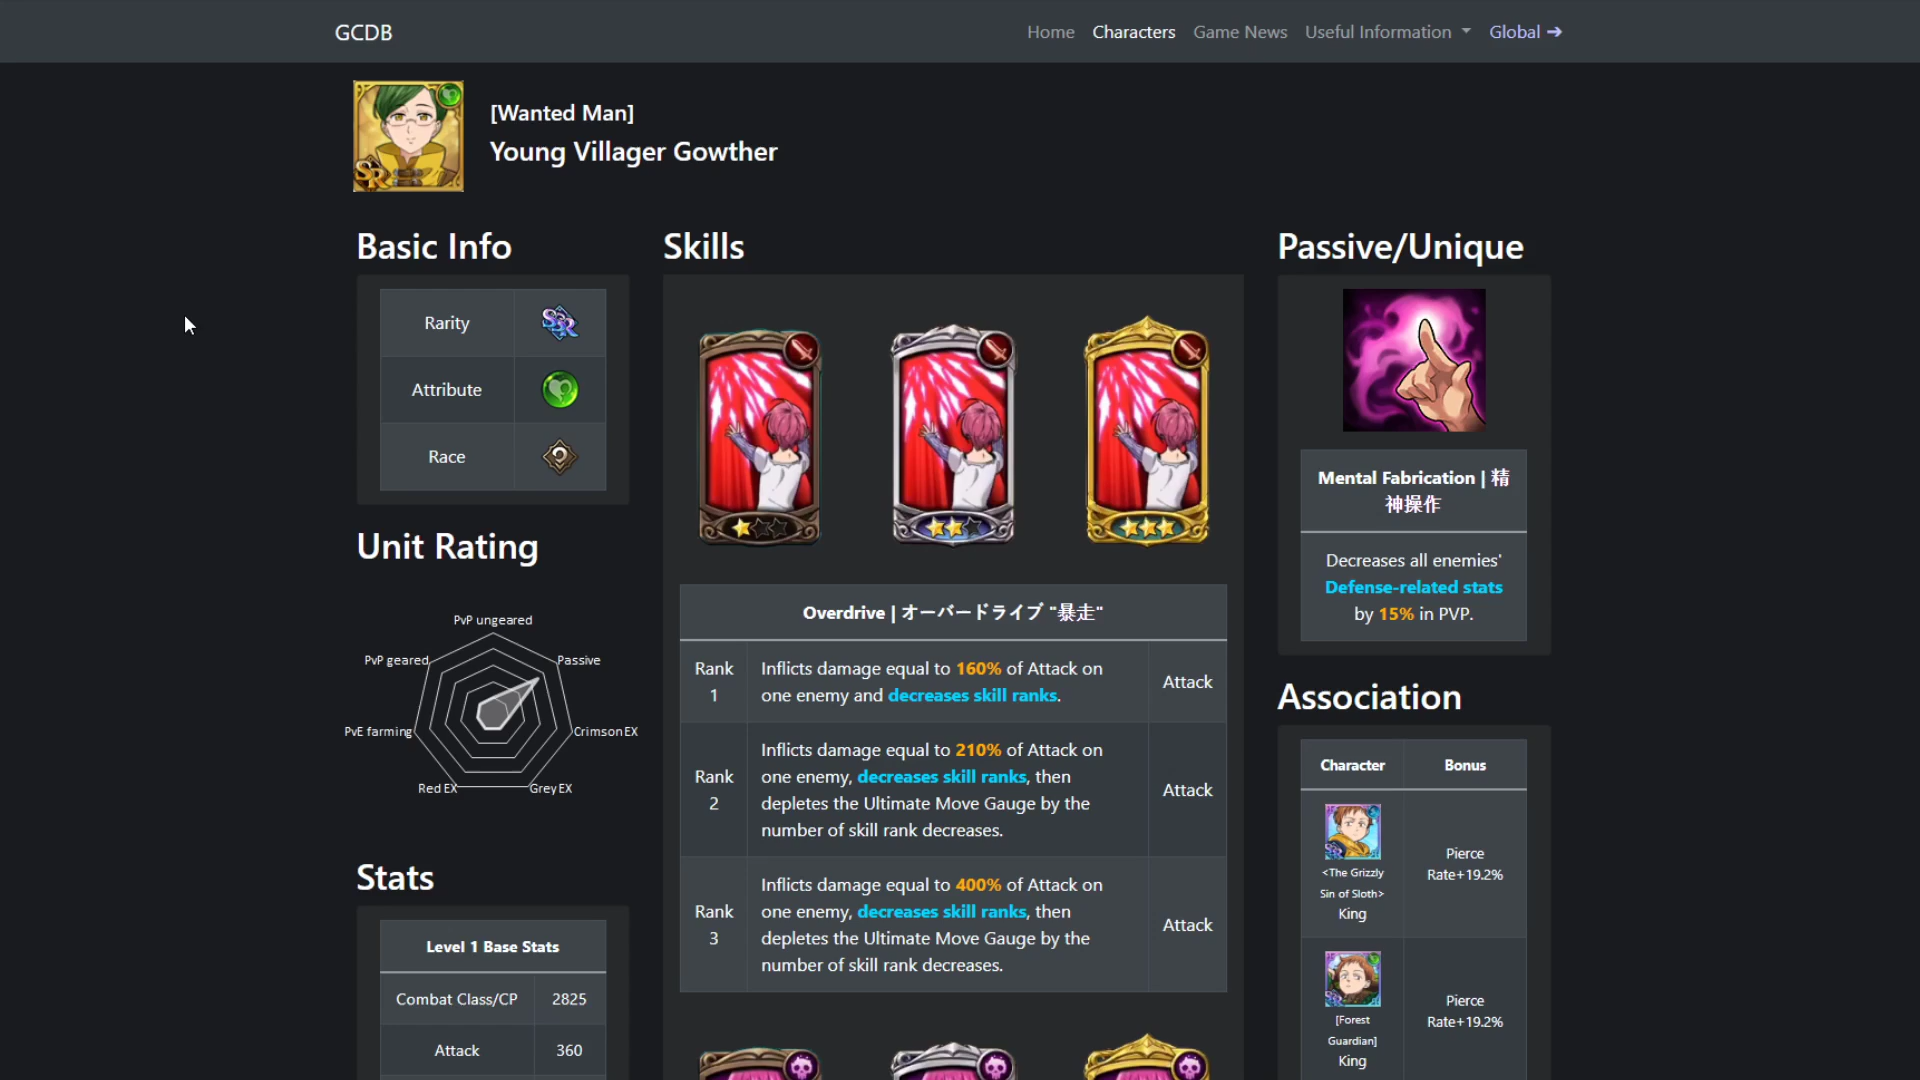 GCDB
Home Characters Game News Useful Information Global ➔
[Wanted Man]
Young Villager Gowther
SR
Basic Info
Rarity SR
Attribute
Race
Unit Rating
PvP ungeared
PvP geared
Passive
PvE farming
Crimson EX
Red EX
Grey EX
Stats
Level 1 Base Stats
Combat Class/CP 2825
Attack 360
Skills
Overdrive | オーバードライブ "暴走"
Rank
1
Inflicts damage equal to 160% of Attack on
one enemy and decreases skill ranks.
Attack
Rank
2
Inflicts damage equal to 210% of Attack on
one enemy, decreases skill ranks, then
depletes the Ultimate Move Gauge by the
number of skill rank decreases.
Attack
Rank
3
Inflicts damage equal to 400% of Attack on
one enemy, decreases skill ranks, then
depletes the Ultimate Move Gauge by the
number of skill rank decreases.
Attack
Passive/Unique
Mental Fabrication | 精
神操作
Decreases all enemies'
Defense-related stats
by 15% in PVP.
Association
Character Bonus
<The Grizzly
Sin of Sloth>
King
Pierce
Rate+19.2%
[Forest
Guardian]
King
Pierce
Rate+19.2%